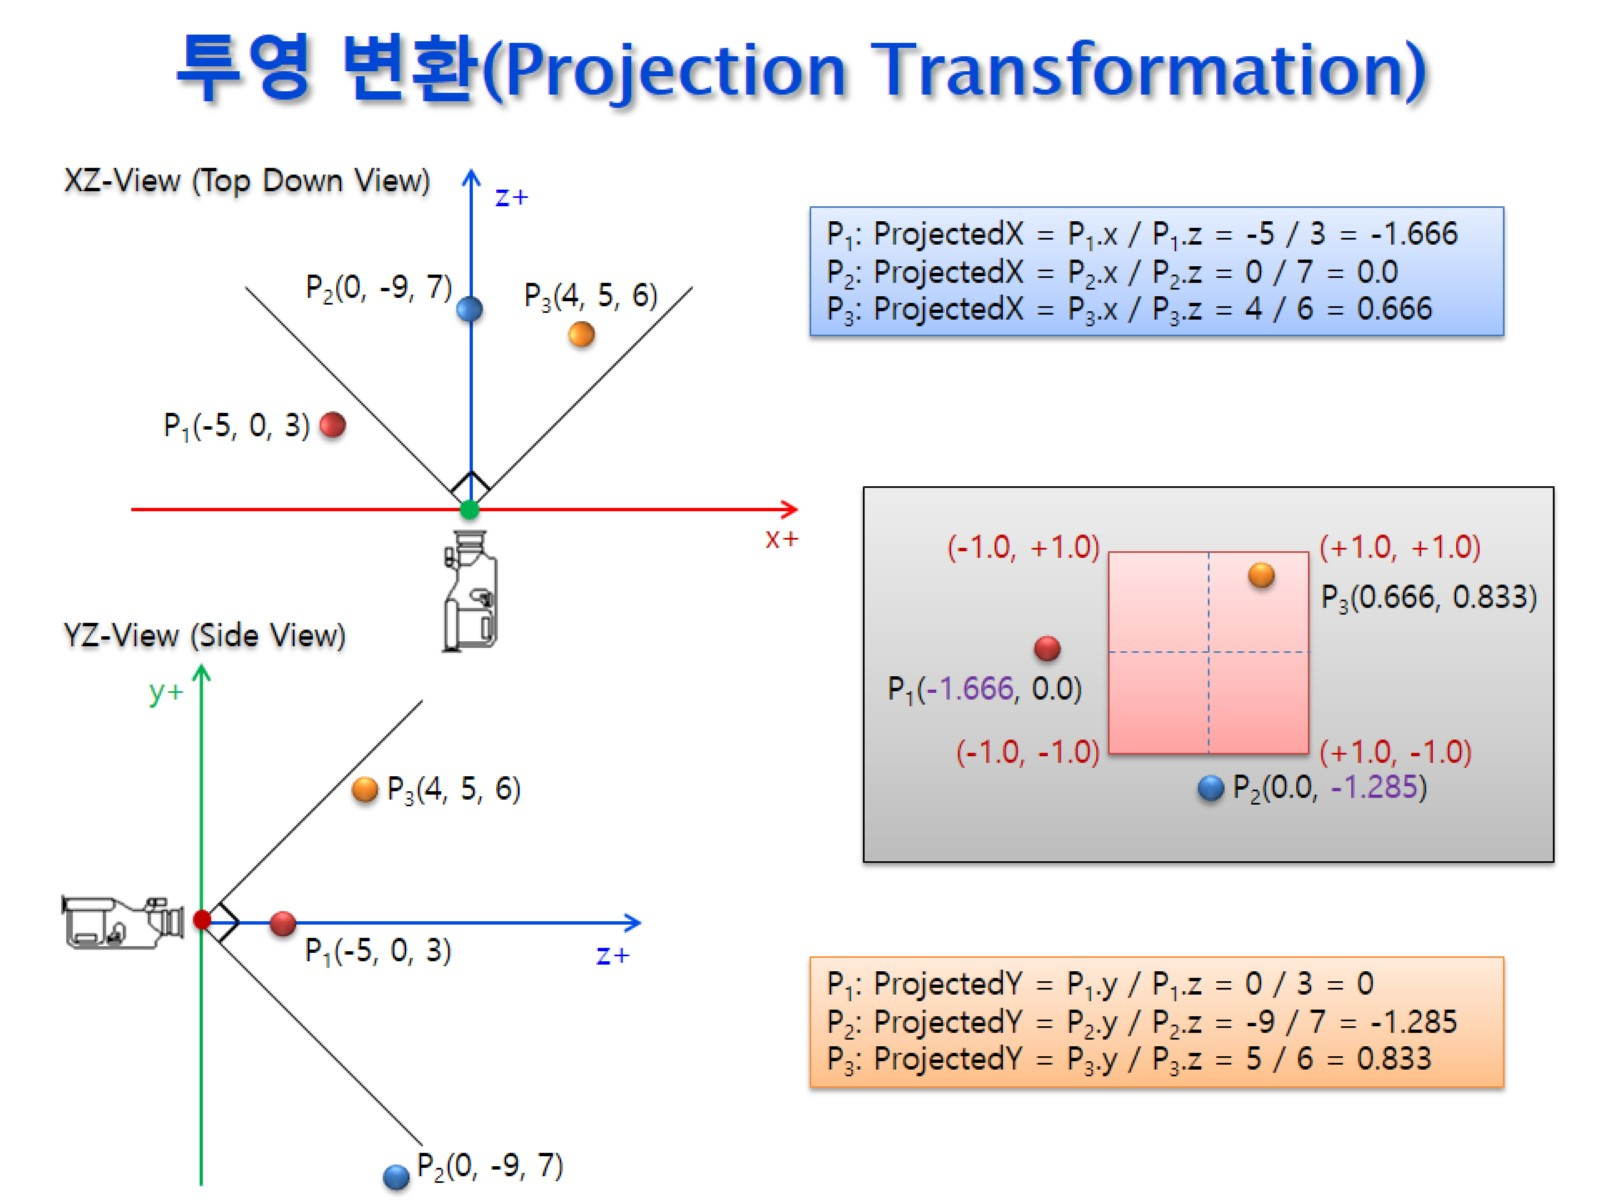 투영 변환(Projection Transformation)
XZ-View (Top Down View)
z+
P₂(0, -9, 7)
P₃(4, 5, 6)
P₁(-5, 0, 3)
x+
P₁: ProjectedX = P₁.x / P₁.z = -5 / 3 = -1.666
P₂: ProjectedX = P₂.x / P₂.z = 0 / 7 = 0.0
P₃: ProjectedX = P₃.x / P₃.z = 4 / 6 = 0.666
(-1.0, +1.0)
(+1.0, +1.0)
P₃(0.666, 0.833)
P₁(-1.666, 0.0)
(-1.0, -1.0)
(+1.0, -1.0)
P₂(0.0, -1.285)
YZ-View (Side View)
y+
P₃(4, 5, 6)
P₁(-5, 0, 3)
z+
P₂(0, -9, 7)
P₁: ProjectedY = P₁.y / P₁.z = 0 / 3 = 0
P₂: ProjectedY = P₂.y / P₂.z = -9 / 7 = -1.285
P₃: ProjectedY = P₃.y / P₃.z = 5 / 6 = 0.833